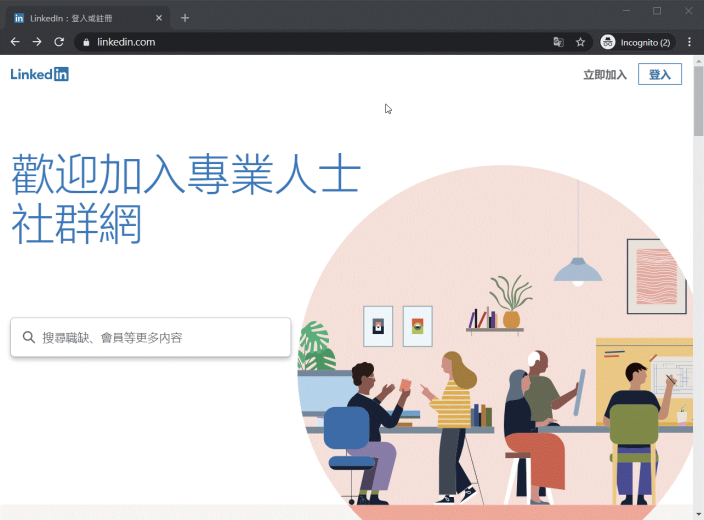 LinkedIn：登入或註冊
linkedin.com
Incognito (2)
LinkedIn
立即加入
登入
歡迎加入專業人士
社群網
搜尋職缺、會員等更多內容